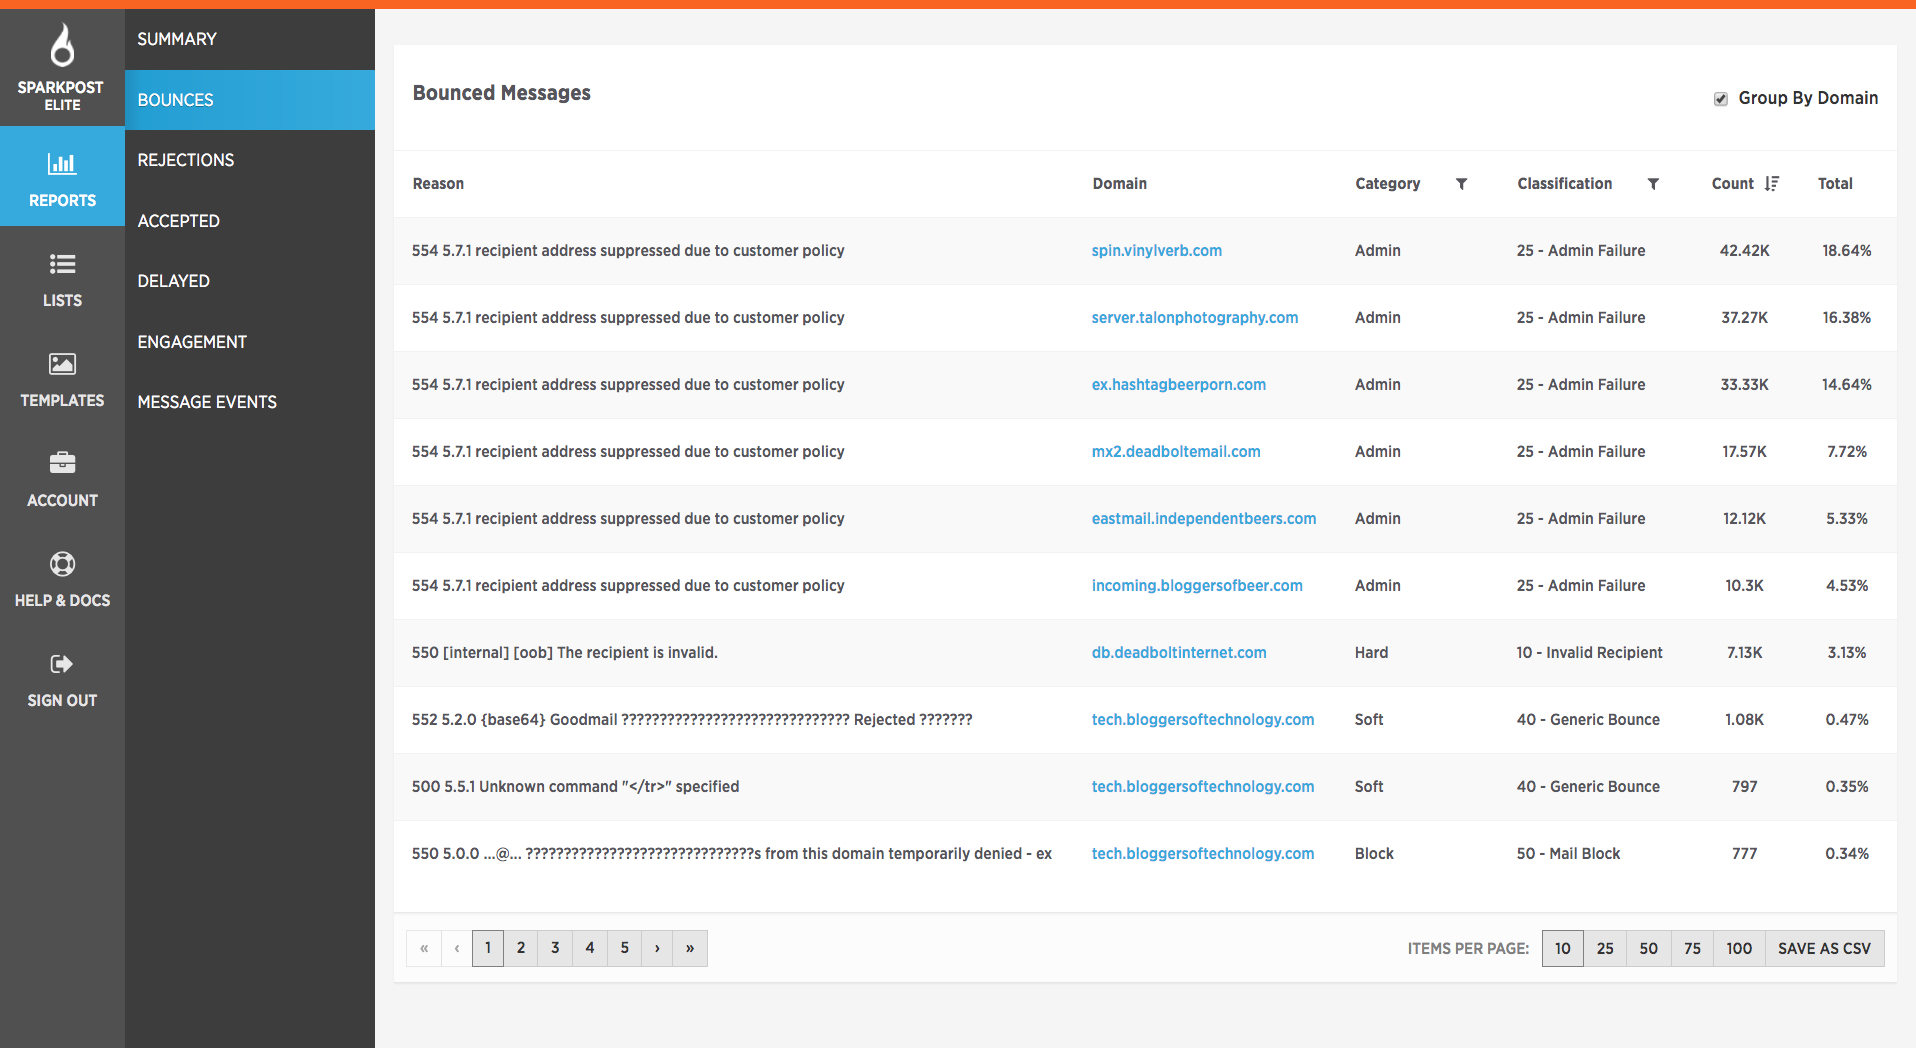 SPARKPOST
ELITE
REPORTS
LISTS
TEMPLATES
ACCOUNT
HELP & DOCS
SIGN OUT
SUMMARY
BOUNCES
REJECTIONS
ACCEPTED
DELAYED
ENGAGEMENT
MESSAGE EVENTS
Bounced Messages
Group By Domain
Reason Domain Category Classification Count Total
554 5.7.1 recipient address suppressed due to customer policy spin.vinylverb.com Admin 25 - Admin Failure 42.42K 18.64%
554 5.7.1 recipient address suppressed due to customer policy server.talonphotography.com Admin 25 - Admin Failure 37.27K 16.38%
554 5.7.1 recipient address suppressed due to customer policy ex.hashtagbeerporn.com Admin 25 - Admin Failure 33.33K 14.64%
554 5.7.1 recipient address suppressed due to customer policy mx2.deadboltemail.com Admin 25 - Admin Failure 17.57K 7.72%
554 5.7.1 recipient address suppressed due to customer policy eastmail.independentbeers.com Admin 25 - Admin Failure 12.12K 5.33%
554 5.7.1 recipient address suppressed due to customer policy incoming.bloggersofbeer.com Admin 25 - Admin Failure 10.3K 4.53%
550 [internal] [oob] The recipient is invalid. db.deadboltinternet.com Hard 10 - Invalid Recipient 7.13K 3.13%
552 5.2.0 {base64} Goodmail ?????????????????????????????? Rejected ??????? tech.bloggersoftechnology.com Soft 40 - Generic Bounce 1.08K 0.47%
500 5.5.1 Unknown command "</tr>" specified tech.bloggersoftechnology.com Soft 40 - Generic Bounce 797 0.35%
550 5.0.0 ...@... ??????????????????????????????s from this domain temporarily denied - ex tech.bloggersoftechnology.com Block 50 - Mail Block 777 0.34%
« ‹ 1 2 3 4 5 › » ITEMS PER PAGE: 10 25 50 75 100 SAVE AS CSV